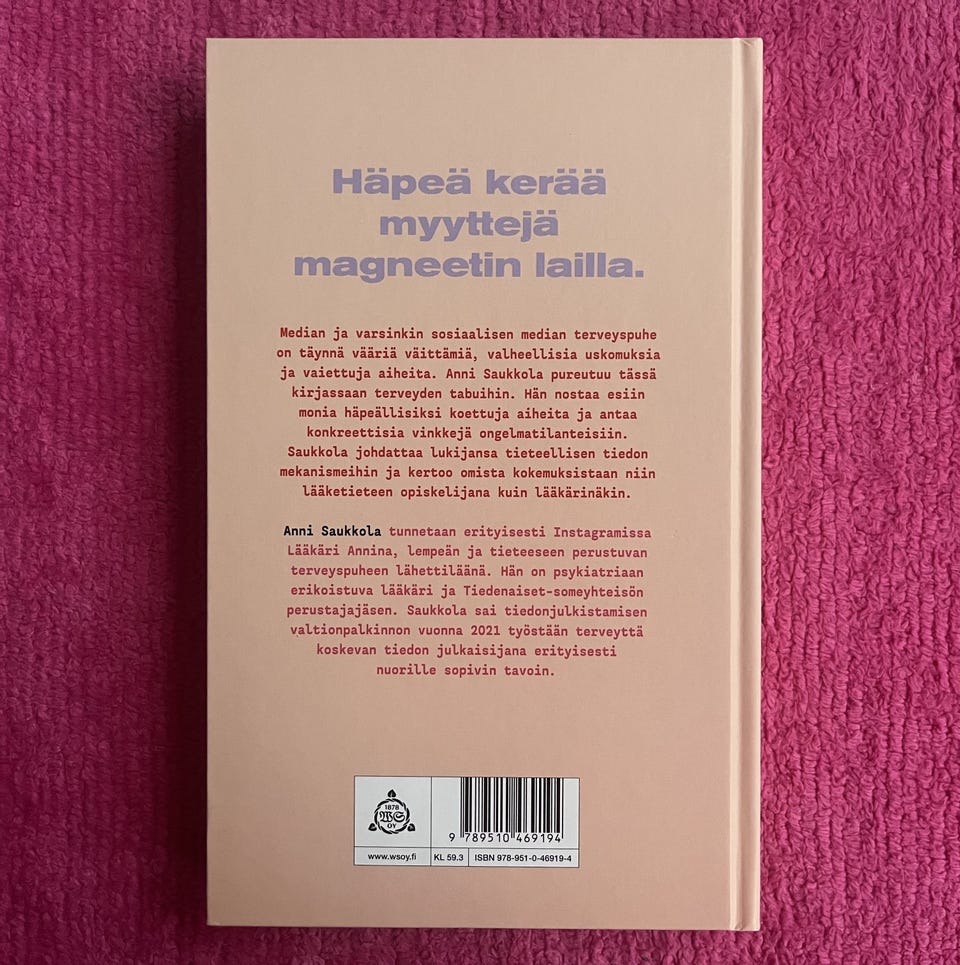 Häpeä kerää
myyttejä
magneetin lailla.
Median ja varsinkin sosiaalisen median terveyspuhe
on täynnä vääriä väittämiä, valheellisia uskomuksia
ja vaiettuja aiheita. Anni Saukkola pureutuu tässä
kirjassaan terveyden tabuihin. Hän nostaa esiin
monia häpeällisiksi koettuja aiheita ja antaa
konkreettisia vinkkejä ongelmatilanteisiin.
Saukkola johdattaa lukijansa tieteellisen tiedon
mekanismeihin ja kertoo omista kokemuksistaan niin
lääketieteen opiskelijana kuin lääkärinäkin.
Anni Saukkola tunnetaan erityisesti Instagramissa
Lääkäri Annina, lempeän ja tieteeseen perustuvan
terveyspuheen lähettiläänä. Hän on psykiatriaan
erikoistuva lääkäri ja Tiedenaiset-someyhteisön
perustajajäsen. Saukkola sai tiedonjulkistamisen
valtionpalkinnon vuonna 2021 työstään terveyttä
koskevan tiedon julkaisijana erityisesti
nuorille sopivin tavoin.
1878
WS
OY
9 789510 469194
www.wsoy.fi KL 59.3 ISBN 978-951-0-46919-4